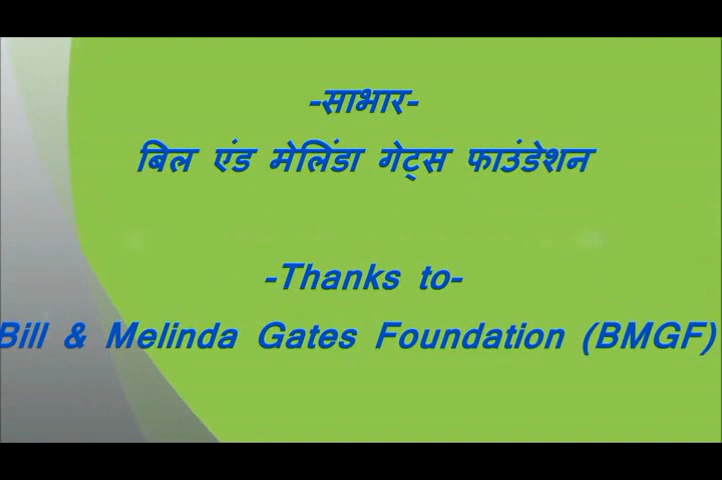 -साभार-
बिल एंड मेलिंडा गेट्स फाउंडेशन
-Thanks to-
Bill & Melinda Gates Foundation (BMGF)